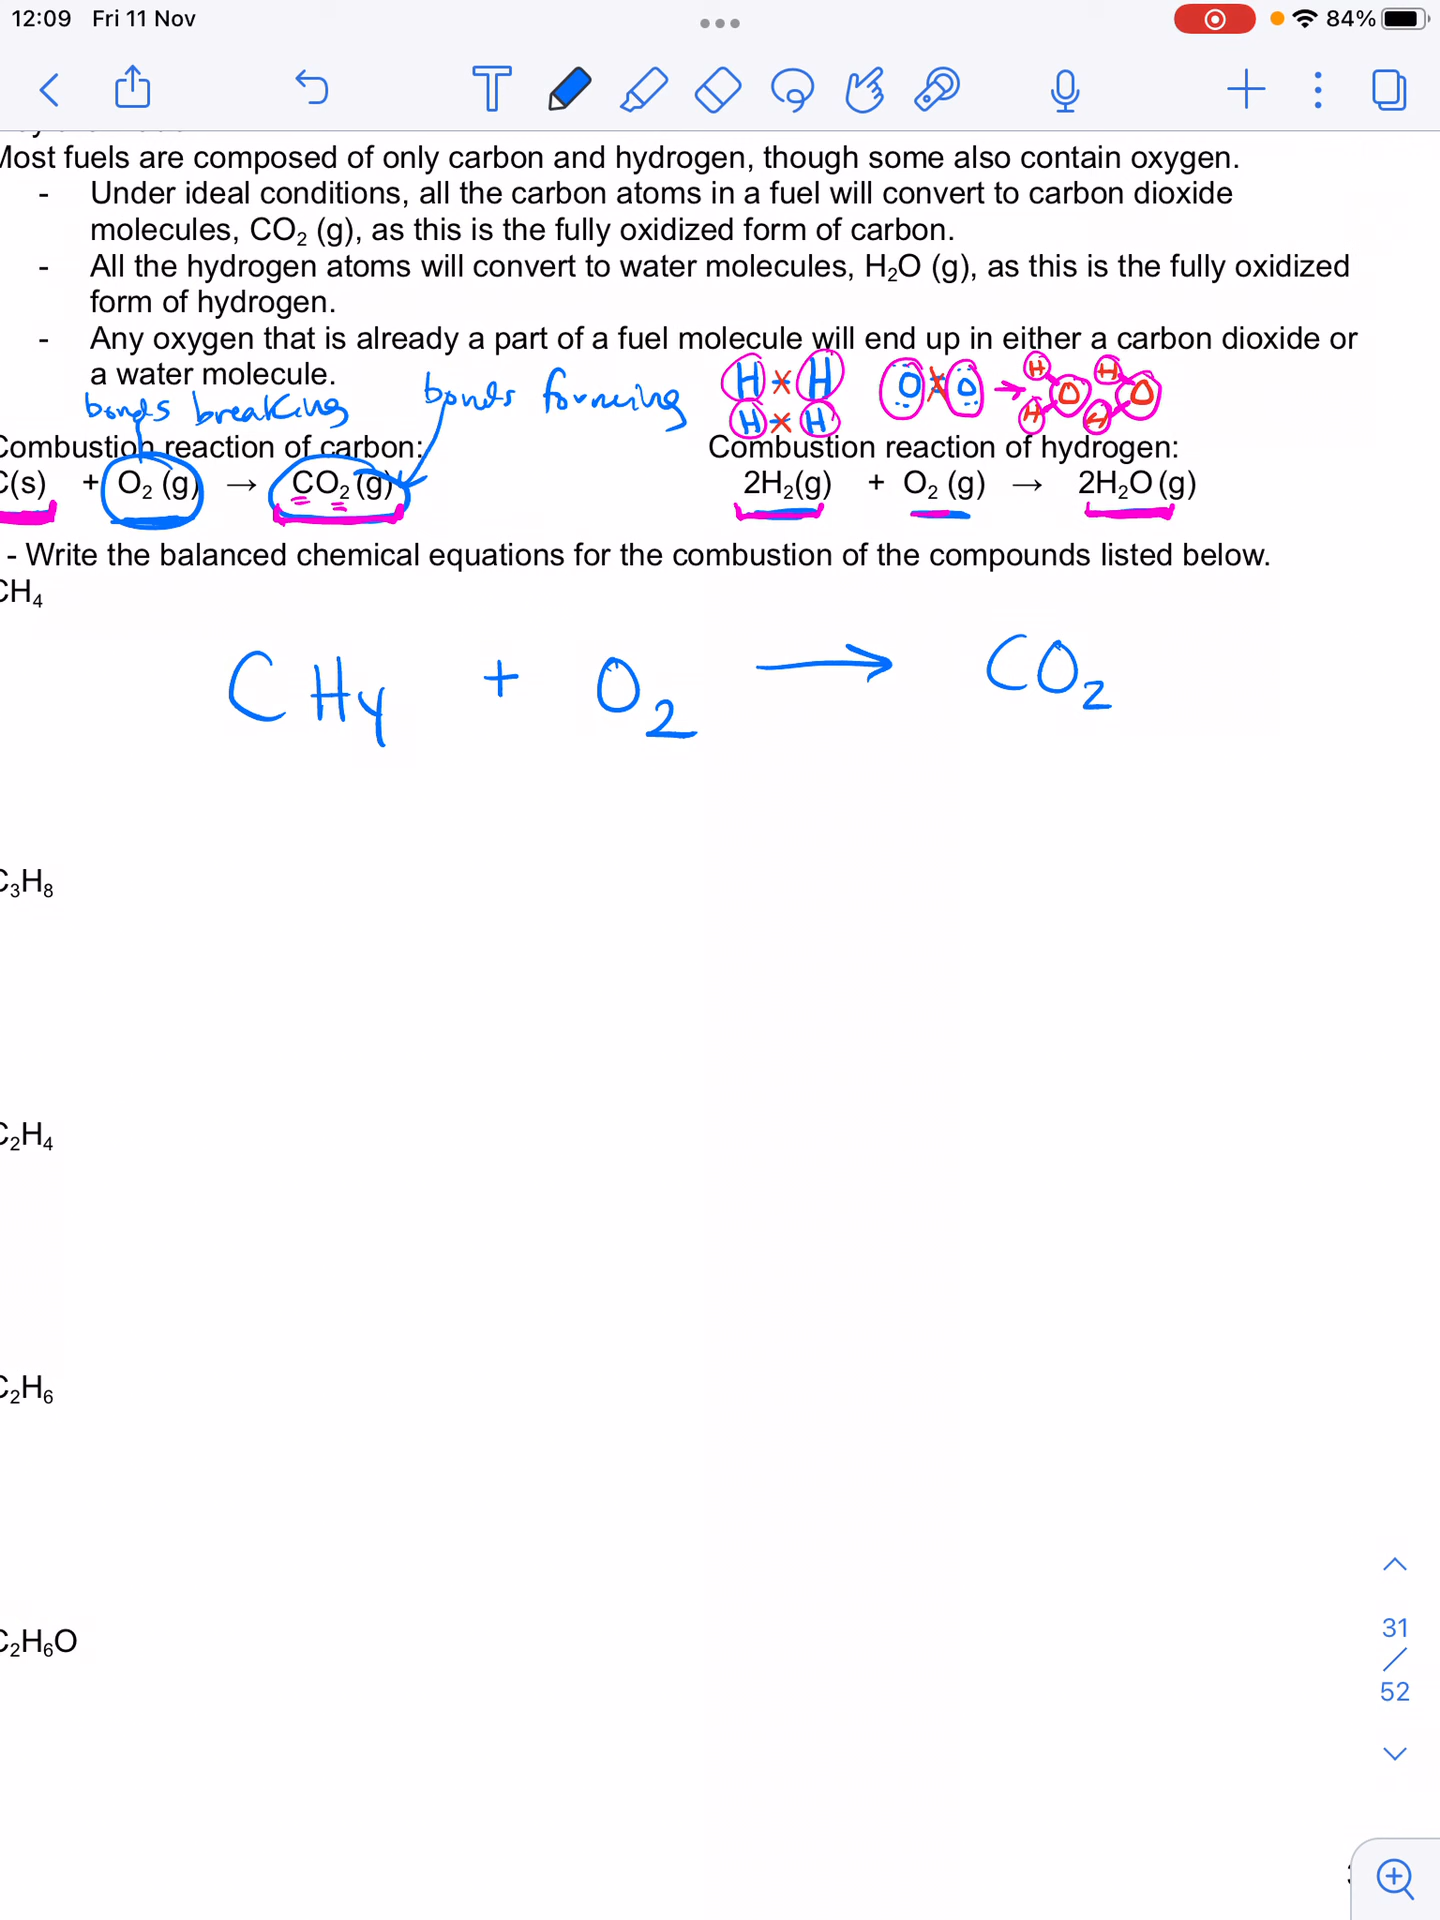 12:09 Fri 11 Nov
84%
Most fuels are composed of only carbon and hydrogen, though some also contain oxygen.
- Under ideal conditions, all the carbon atoms in a fuel will convert to carbon dioxide
molecules, CO₂ (g), as this is the fully oxidized form of carbon.
- All the hydrogen atoms will convert to water molecules, H₂O (g), as this is the fully oxidized
form of hydrogen.
- Any oxygen that is already a part of a fuel molecule will end up in either a carbon dioxide or
a water molecule.
bonds breaking bonds forming
H × H O × O → H O H H O
H × H H
Combustion reaction of carbon: Combustion reaction of hydrogen:
C(s) + O₂ (g) → CO₂ (g) 2H₂(g) + O₂ (g) → 2H₂O (g)
- Write the balanced chemical equations for the combustion of the compounds listed below.
CH₄
CH₄ + O₂ → CO₂
C₃H₈
C₂H₄
C₂H₆
C₂H₆O
31
/
52